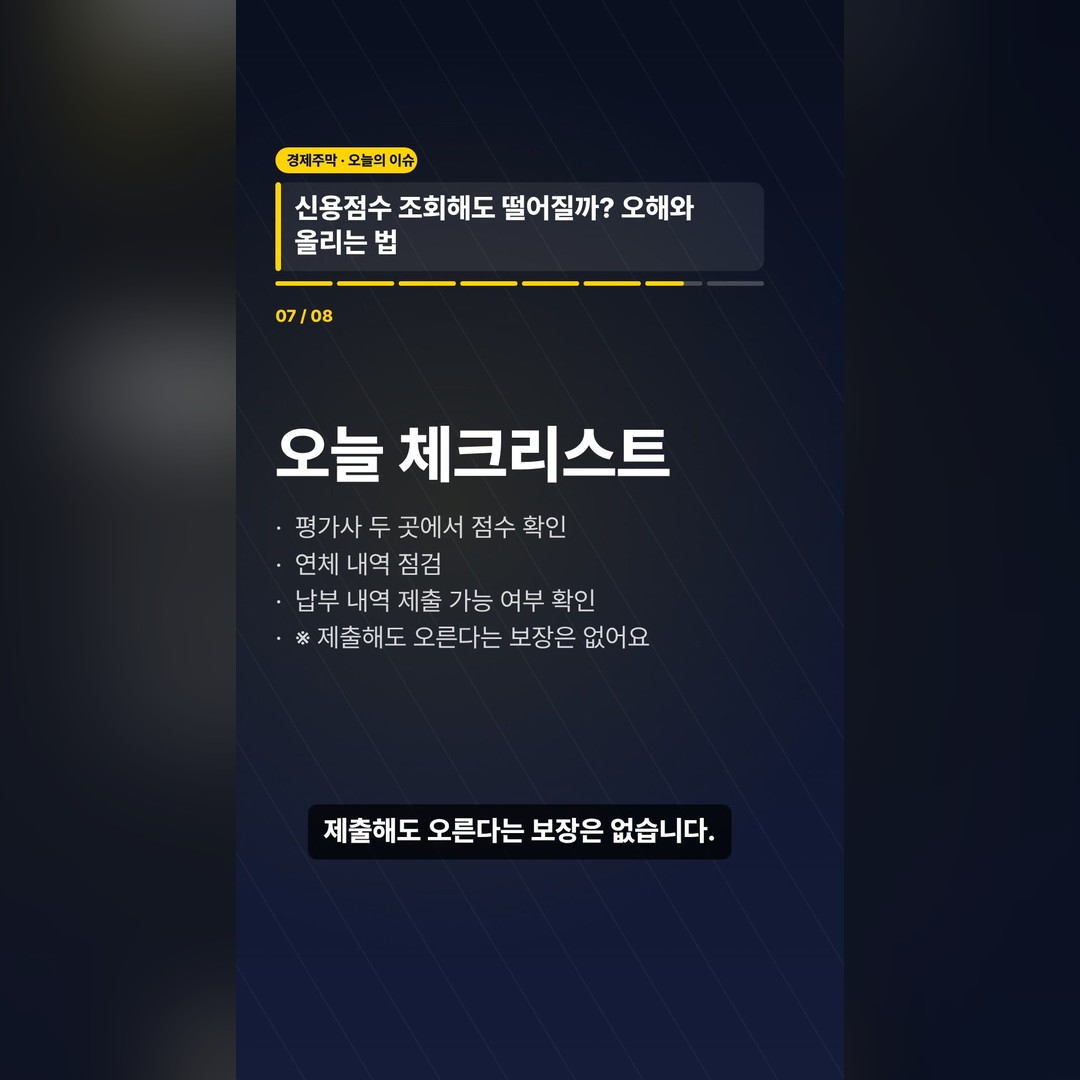 경제주막 · 오늘의 이슈
신용점수 조회해도 떨어질까? 오해와
올리는 법
07 / 08
오늘 체크리스트
· 평가사 두 곳에서 점수 확인
· 연체 내역 점검
· 납부 내역 제출 가능 여부 확인
· ※ 제출해도 오른다는 보장은 없어요
제출해도 오른다는 보장은 없습니다.